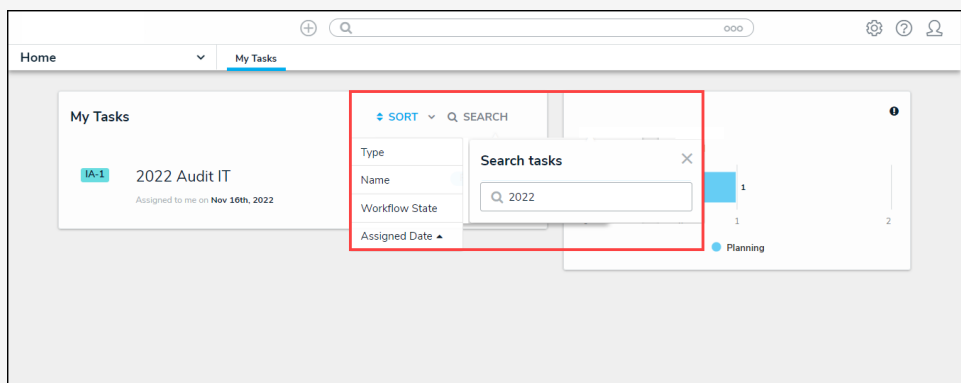 Home
My Tasks
My Tasks
SORT
SEARCH
IA-1
2022 Audit IT
Assigned to me on Nov 16th, 2022
Type
Name
Workflow State
Assigned Date
Search tasks
2022
1
1
2
Planning